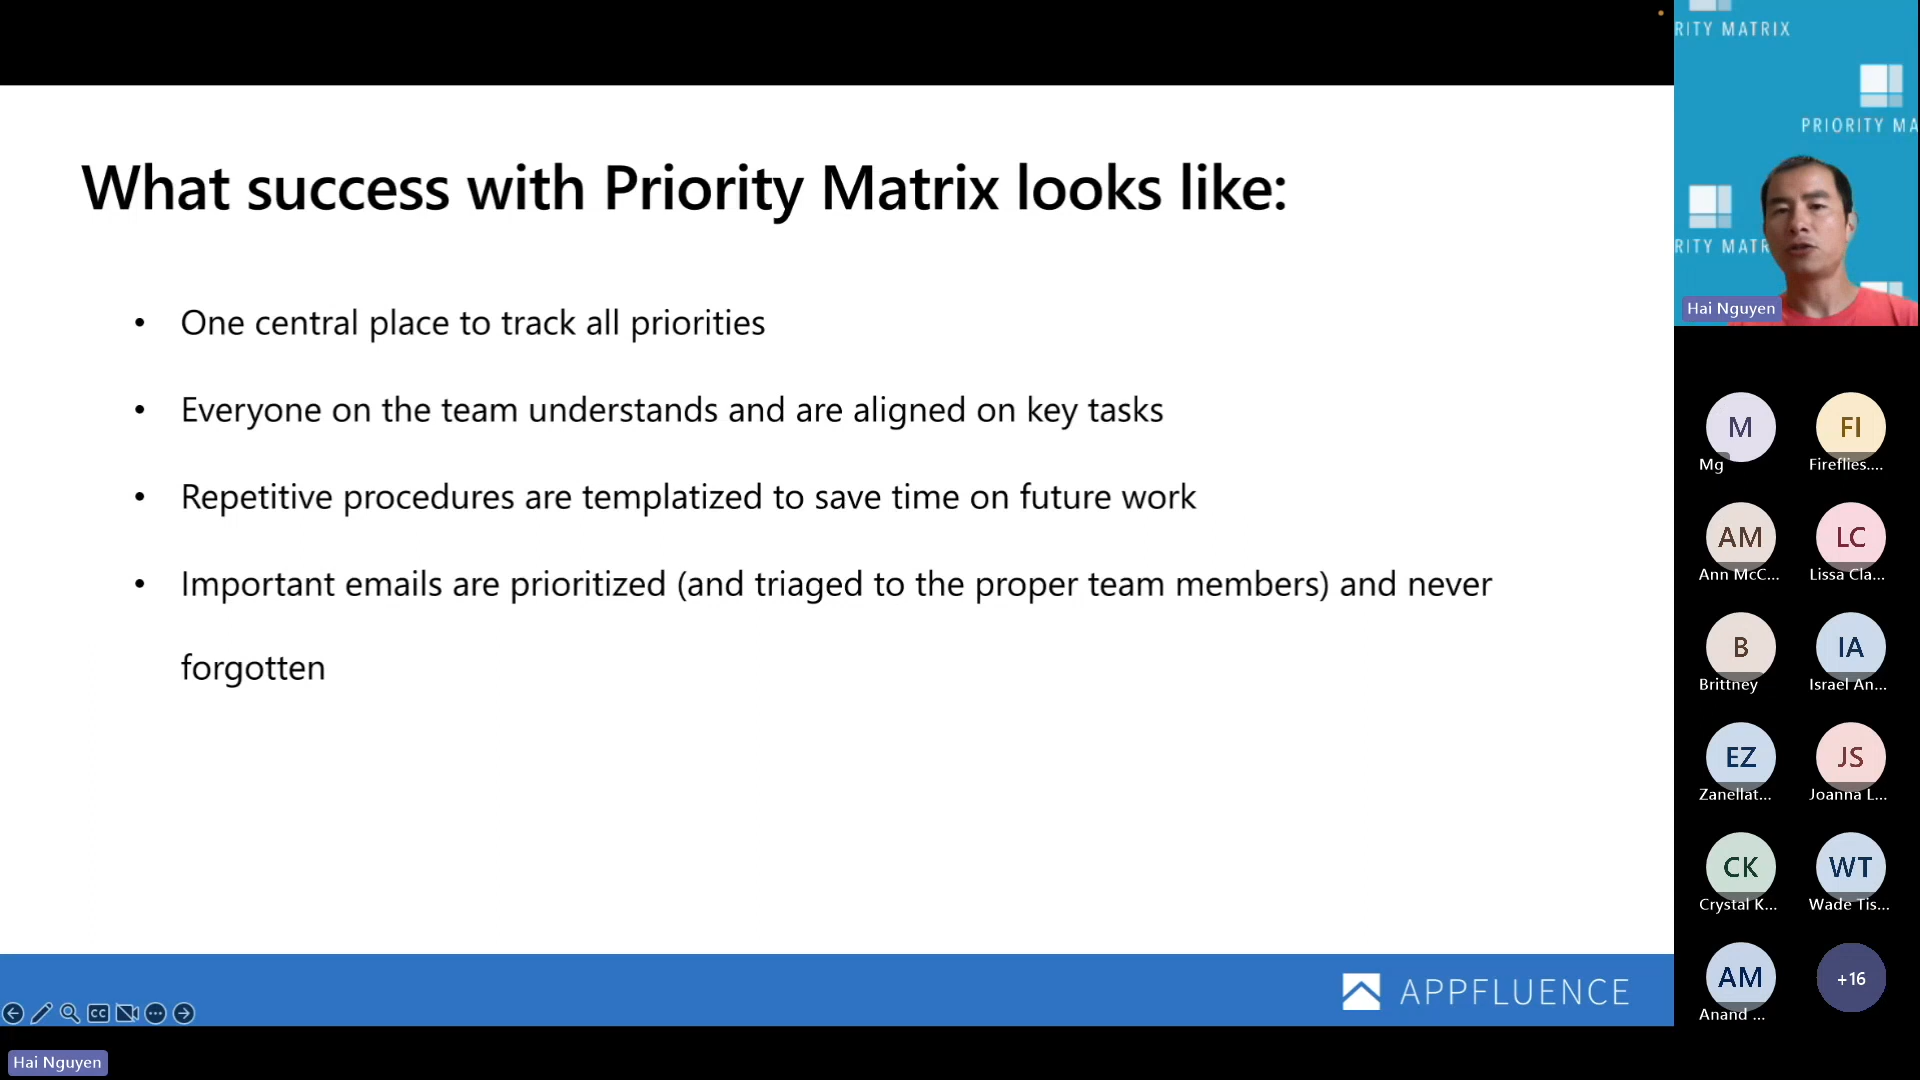 What success with Priority Matrix looks like:
• One central place to track all priorities
• Everyone on the team understands and are aligned on key tasks
• Repetitive procedures are templatized to save time on future work
• Important emails are prioritized (and triaged to the proper team members) and never
forgotten
APPFLUENCE
CC
Hai Nguyen
RITY MATRIX
PRIORITY MA
RITY MATR
Hai Nguyen
M
Mg
FI
Fireflies....
AM
Ann McC...
LC
Lissa Cla...
B
Brittney
IA
Israel An...
EZ
Zanellat...
JS
Joanna L...
CK
Crystal K...
WT
Wade Tis...
AM
Anand ...
+16